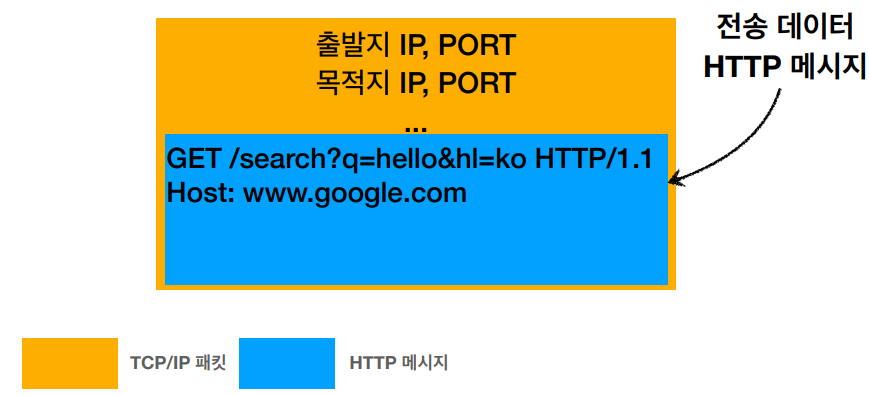 출발지 IP, PORT
목적지 IP, PORT
...
GET /search?q=hello&hl=ko HTTP/1.1
Host: www.google.com
전송 데이터
HTTP 메시지
TCP/IP 패킷
HTTP 메시지